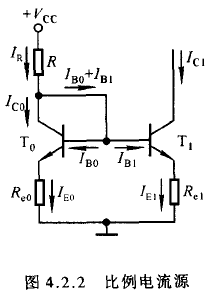 +V_CC
I_R R I_B0+I_B1 I_C1
I_C0
T_0 I_B0 I_B1 T_1
R_e0 I_E0 I_E1 R_e1
图 4.2.2 比例电流源